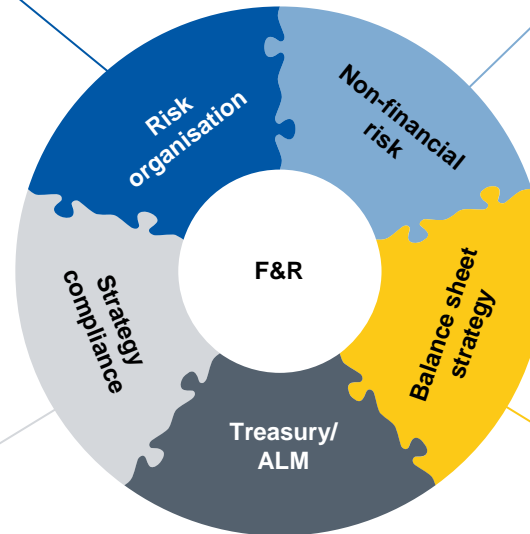 Risk
organisation
Non-financial
risk
F&R
Strategy
compliance
Balance sheet
strategy
Treasury/
ALM